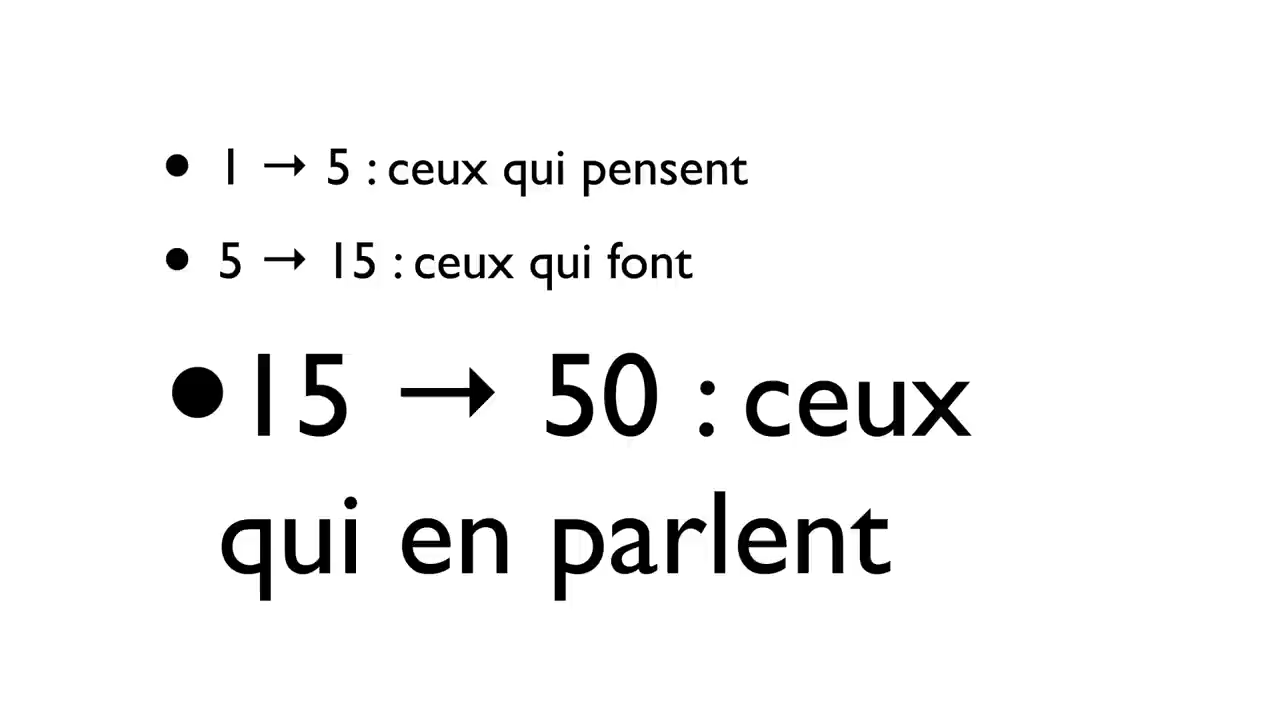 • 1 → 5 : ceux qui pensent
• 5 → 15 : ceux qui font
• 15 → 50 : ceux
qui en parlent